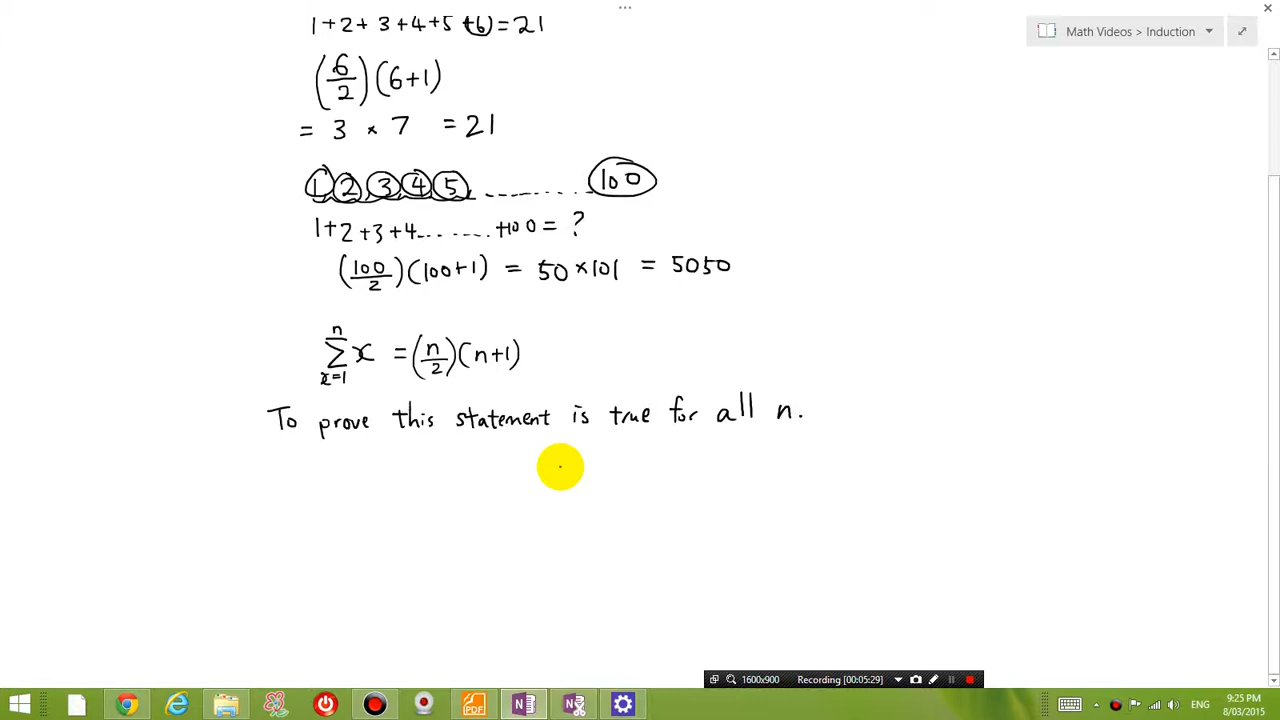 1+2+3+4+5+6=21
Math Videos > Induction
(6/2)(6+1)
= 3 × 7 = 21
1 2 3 4 5 ............ 100
1+2+3+4.........+100 = ?
(100/2)(100+1) = 50×101 = 5050
n
∑ x = (n/2)(n+1)
x=1
To prove this statement is true for all n.
1600x900 Recording [00:05:29]
PDF
N
N
ENG
9:25 PM
8/03/2015